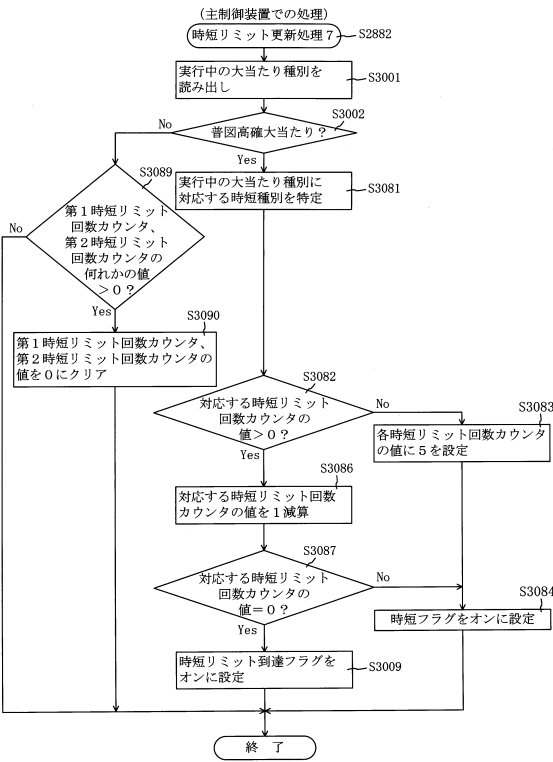 (主制御装置での処理)
時短リミット更新処理7
S2882
実行中の大当たり種別を
読み出し
S3001
S3002
普図高確大当たり?
No
Yes
S3089
第1時短リミット
回数カウンタ、
第2時短リミット
回数カウンタの
何れかの値
>0?
No
Yes
実行中の大当たり種別に
対応する時短種別を特定
S3081
S3090
第1時短リミット回数カウンタ、
第2時短リミット回数カウンタの
値を0にクリア
S3082
対応する時短リミット
回数カウンタの
値>0?
No
Yes
S3083
各時短リミット回数カウンタ
の値に5を設定
S3086
対応する時短リミット回数
カウンタの値を1減算
S3087
対応する時短リミット
回数カウンタの
値=0?
No
Yes
S3084
時短フラグをオンに設定
時短リミット到達フラグを
オンに設定
S3009
終了